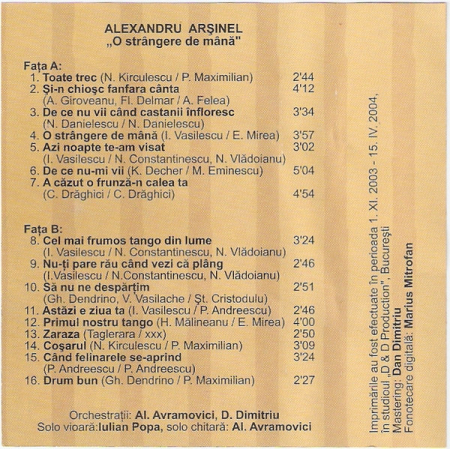 ALEXANDRU ARŞINEL
„O strângere de mână"
Faţa A:
1. Toate trec (N. Kirculescu / P. Maximilian) 2'44
2. Şi-n chioşc fanfara cânta 4'12
(A. Giroveanu, Fl. Delmar / A. Felea)
3. De ce nu vii când castanii înfloresc 3'34
(N. Danielescu / N. Danielescu)
4. O strângere de mână (I. Vasilescu / E. Mirea) 3'57
5. Azi noapte te-am visat 3'02
(I. Vasilescu / N. Constantinescu, N. Vlădoianu)
6. De ce nu-mi vii (K. Decher / M. Eminescu) 5'04
7. A căzut o frunză-n calea ta
(C. Drăghici / C. Drăghici) 4'54
Faţa B:
8. Cel mai frumos tango din lume 3'24
(I. Vasilescu / N. Constantinescu, N. Vlădoianu)
9. Nu-ţi pare rău când vezi că plâng 2'46
(I.Vasilescu / N. Constantinescu, N. Vlădoianu)
10. Să nu ne despărţim 2'51
(Gh. Dendrino, V. Vasilache / Şt. Cristodulu)
11. Astăzi e ziua ta (I. Vasilescu / P. Andreescu) 2'46
12. Primul nostru tango (H. Mălineanu / E. Mirea) 4'00
13. Zaraza (Taglerara / xxx) 2'50
14. Coşarul (N. Kirculescu / P. Maximilian) 3'09
15. Când felinarele se-aprind 3'24
(P. Andreescu / P. Andreescu)
16. Drum bun (Gh. Dendrino / P. Maximilian) 2'27
Orchestraţii: Al. Avramovici, D. Dimitriu
Solo vioară:Iulian Popa, solo chitară: Al. Avramovici
Imprimările au fost efectuate în perioada 1. XI. 2003 - 15. IV. 2004,
în studioul „D & D Production", Bucureşti
Mastering: Dan Dimitriu
Fonotecare digitală: Marius Mitrofan